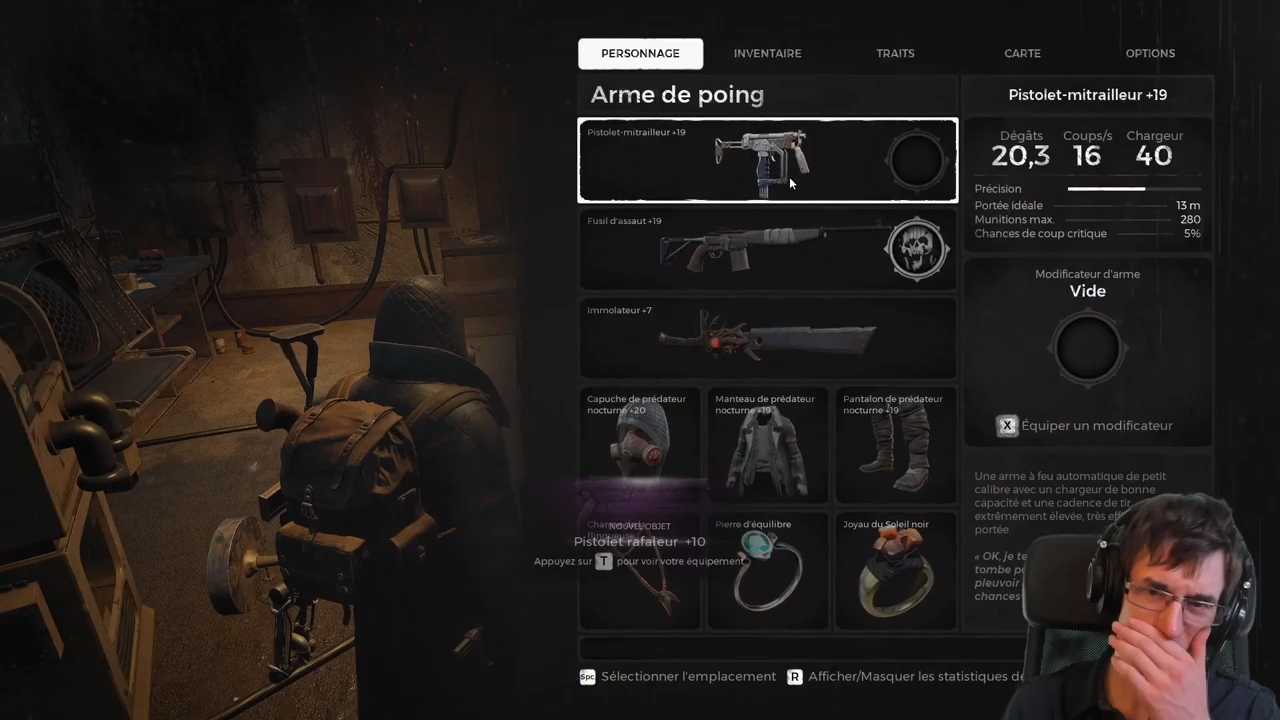 PERSONNAGE
INVENTAIRE
TRAITS
CARTE
OPTIONS
Arme de poing
Pistolet-mitrailleur +19
Fusil d'assaut +19
Immolateur +7
Capuche de prédateur
nocturne +20
Manteau de prédateur
nocturne +19
Pantalon de prédateur
nocturne +19
NOUVEL OBJET
Pistolet rafaleur +10
Appuyez sur T pour voir votre équipement
Pierre d'équilibre
Joyau du Soleil noir
Spc. Sélectionner l'emplacement
R Afficher/Masquer les statistiques de
Pistolet-mitrailleur +19
Dégâts Coups/s Chargeur
20,3 16 40
Précision
Portée idéale 13 m
Munitions max. 280
Chances de coup critique 5%
Modificateur d'arme
Vide
X Équiper un modificateur
Une arme à feu automatique de petit
calibre avec un chargeur de bonne
capacité et une cadence de tir
extrêmement élevée, très
portée.
« OK, je
tombe
pleuvoir
chances